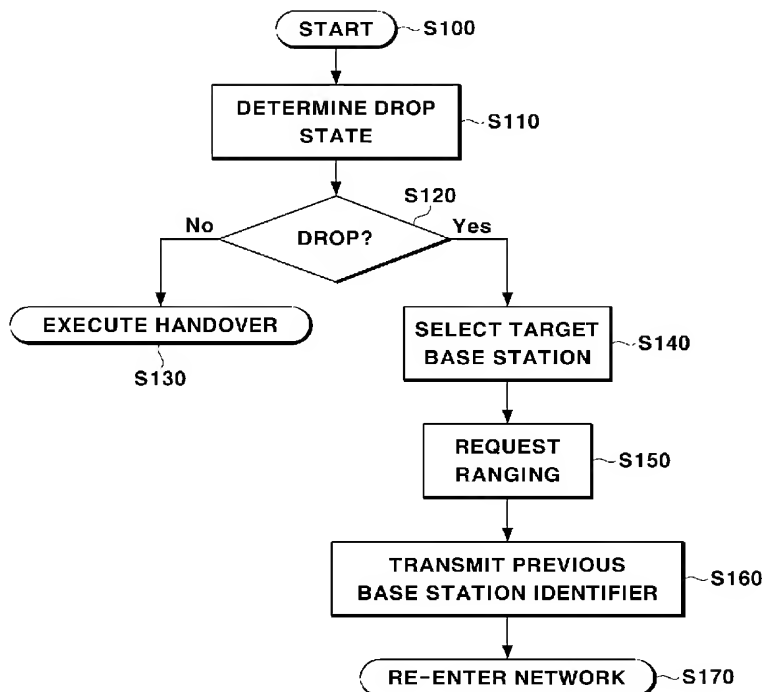 START
S100
DETERMINE DROP
STATE
S110
S120
No
DROP?
Yes
EXECUTE HANDOVER
S130
SELECT TARGET
BASE STATION
S140
REQUEST
RANGING
S150
TRANSMIT PREVIOUS
BASE STATION IDENTIFIER
S160
RE-ENTER NETWORK
S170